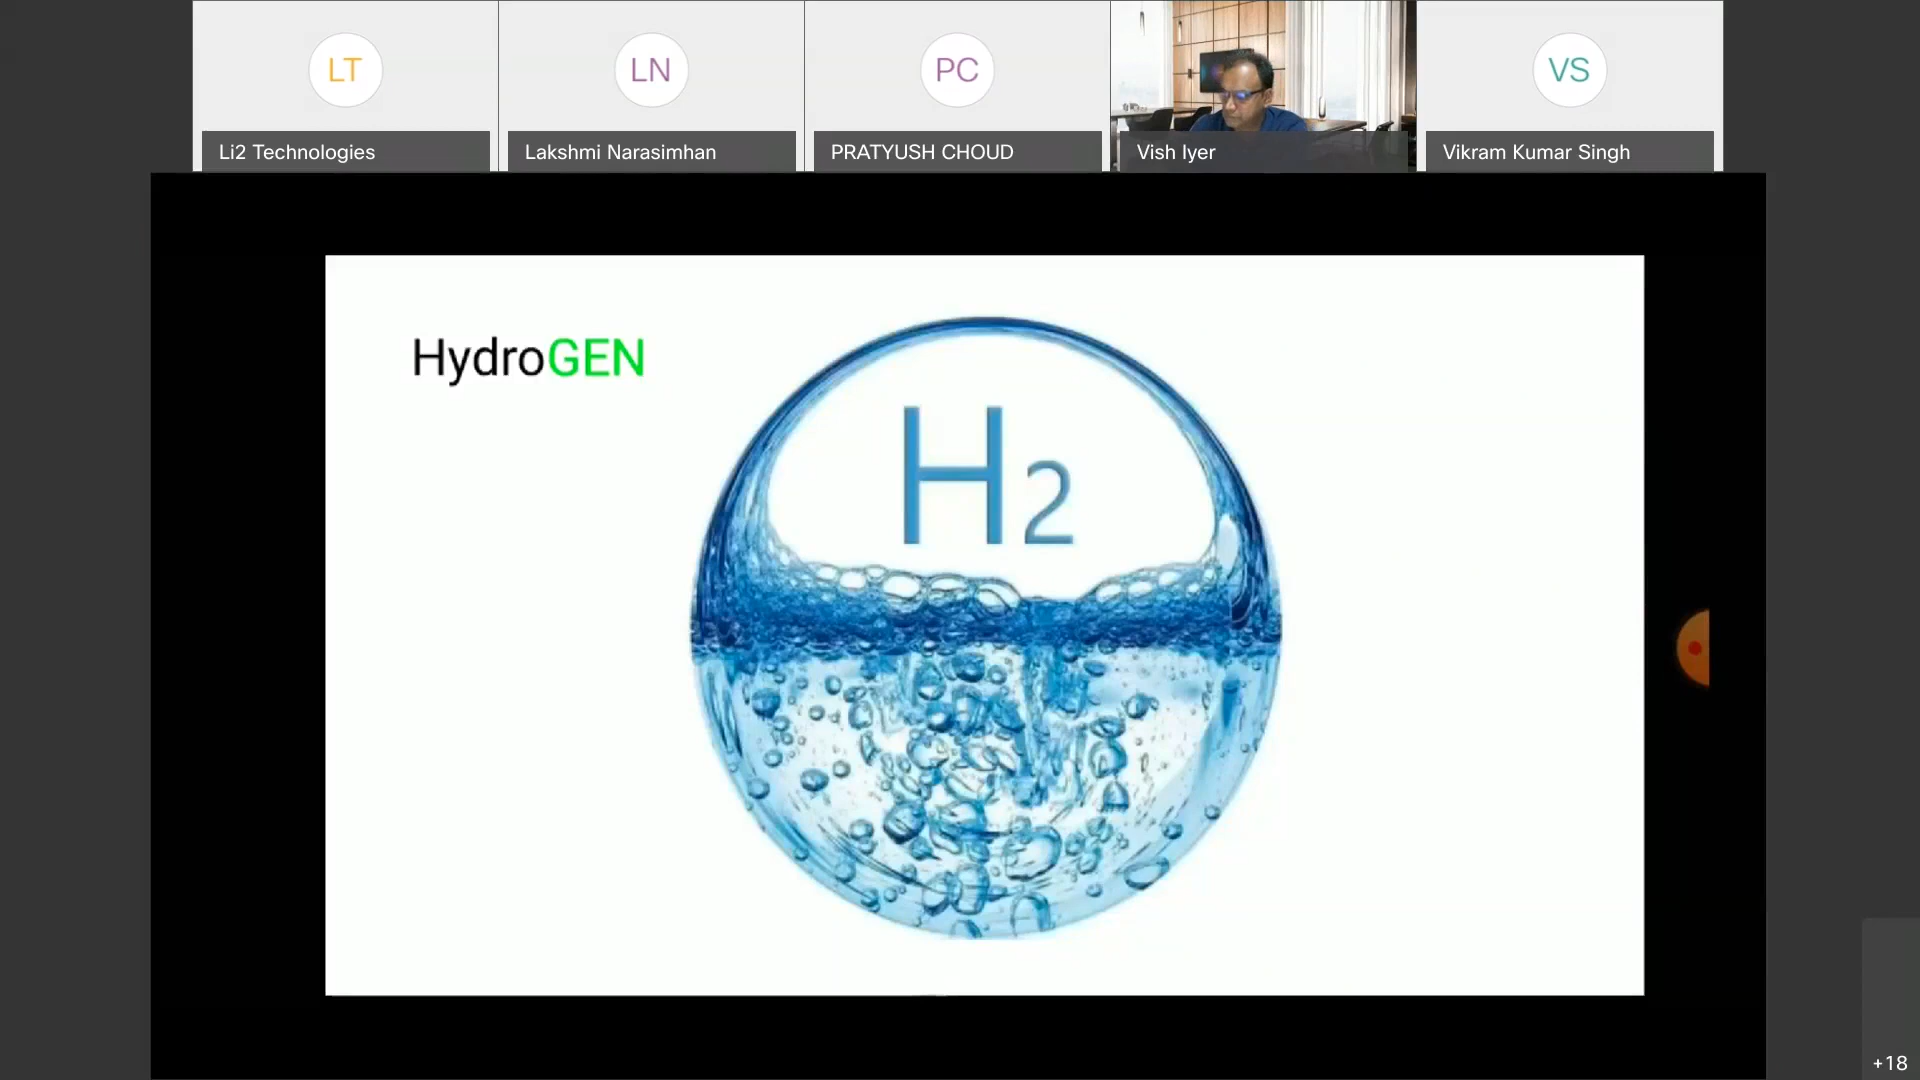 LT
LN
PC
VS
Li2 Technologies
Lakshmi Narasimhan
PRATYUSH CHOUD
Vish Iyer
Vikram Kumar Singh
HydroGEN
H2
+18